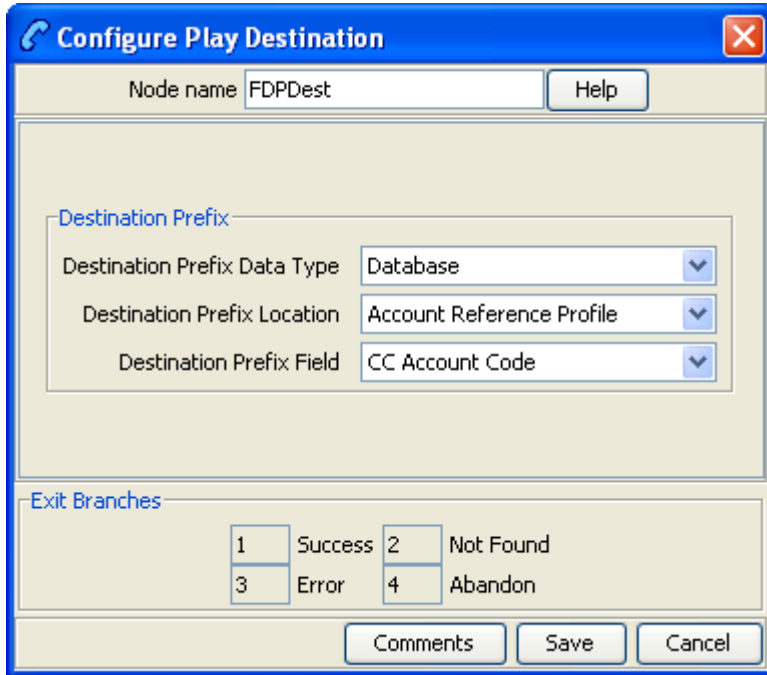 Configure Play Destination
Node name FDPDest Help
Destination Prefix
Destination Prefix Data Type Database
Destination Prefix Location Account Reference Profile
Destination Prefix Field CC Account Code
Exit Branches
1 Success 2 Not Found
3 Error 4 Abandon
Comments Save Cancel